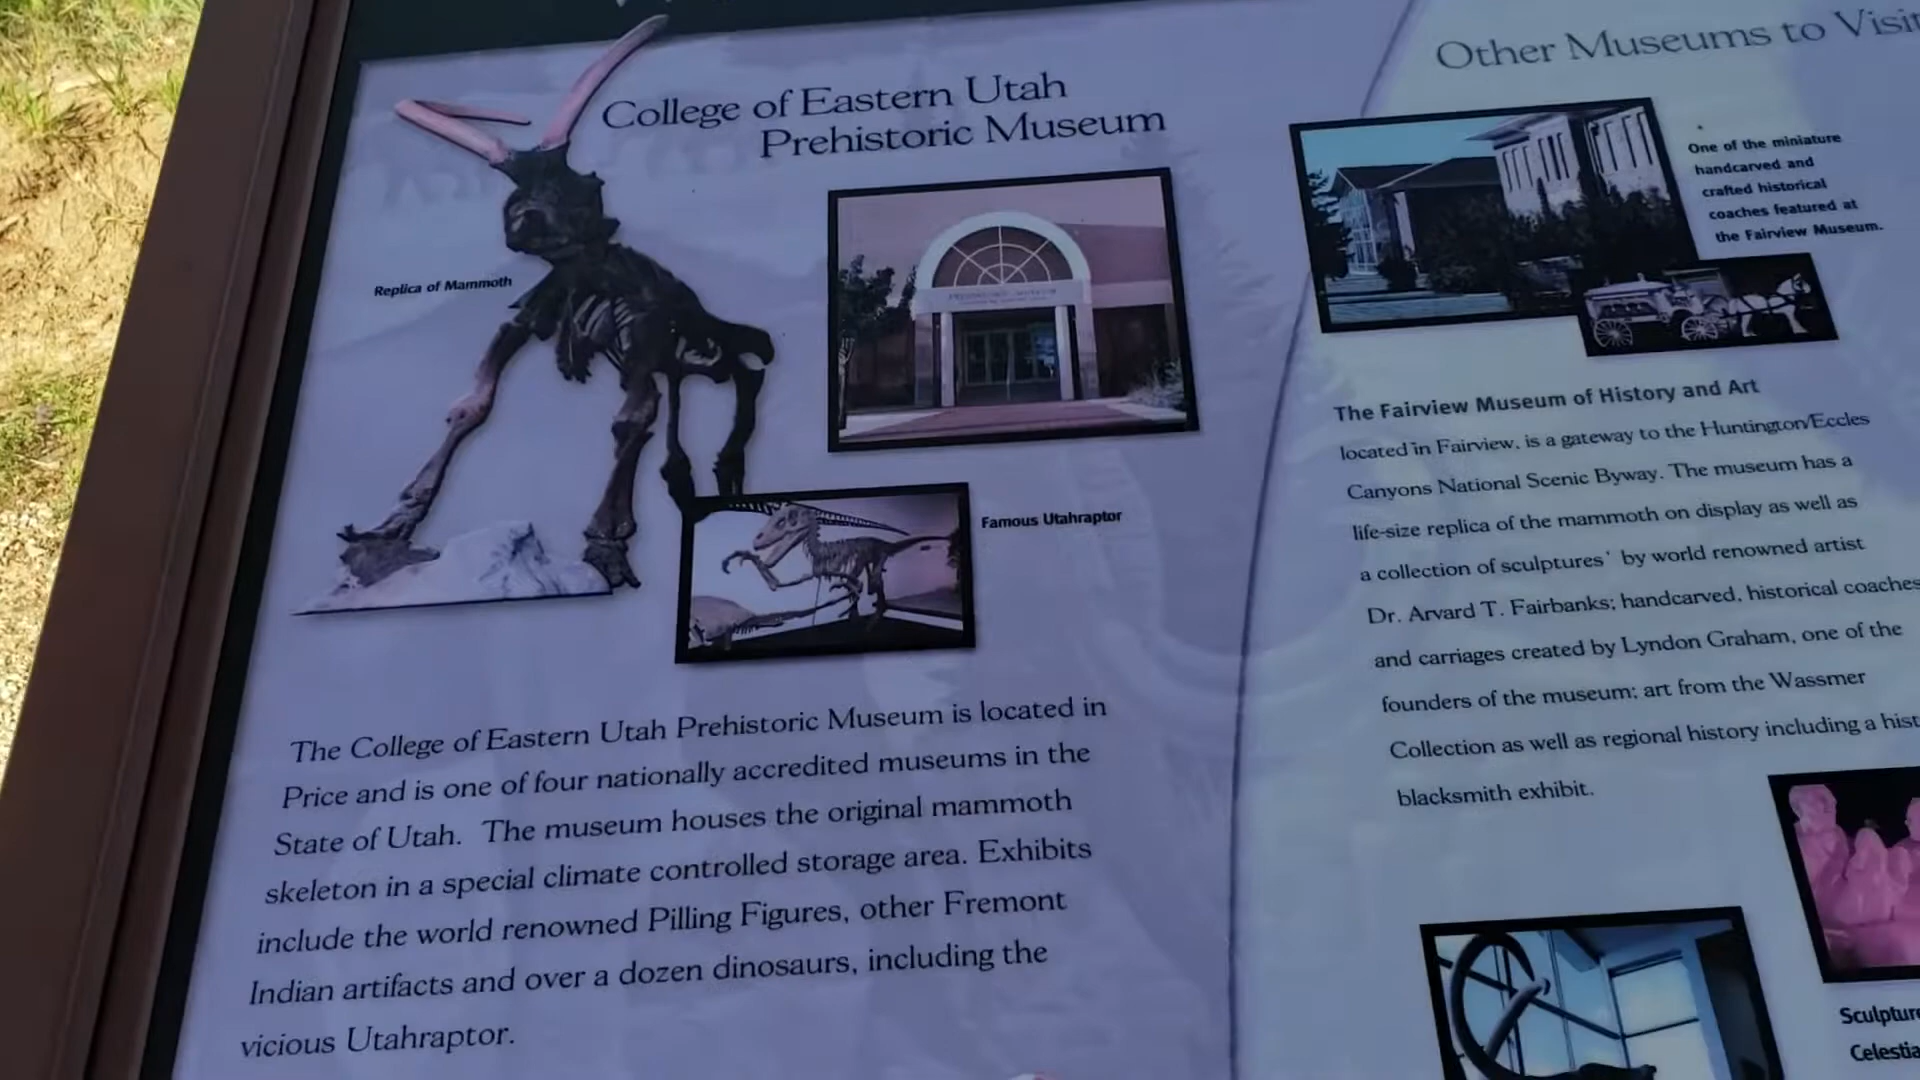 College of Eastern Utah
Prehistoric Museum
Replica of Mammoth
Famous Utahraptor
The College of Eastern Utah Prehistoric Museum is located in
Price and is one of four nationally accredited museums in the
State of Utah. The museum houses the original mammoth
skeleton in a special climate controlled storage area. Exhibits
include the world renowned Pilling Figures, other Fremont
Indian artifacts and over a dozen dinosaurs, including the
vicious Utahraptor.
Other Museums to Visit
One of the miniature
handcarved and
crafted historical
coaches featured at
the Fairview Museum.
The Fairview Museum of History and Art
located in Fairview, is a gateway to the Huntington/Eccles
Canyons National Scenic Byway. The museum has a
life-size replica of the mammoth on display as well as
a collection of sculptures' by world renowned artist
Dr. Arvard T. Fairbanks; handcarved, historical coaches
and carriages created by Lyndon Graham, one of the
founders of the museum; art from the Wassmer
Collection as well as regional history including a hist
blacksmith exhibit.
Sculpture
Celestia